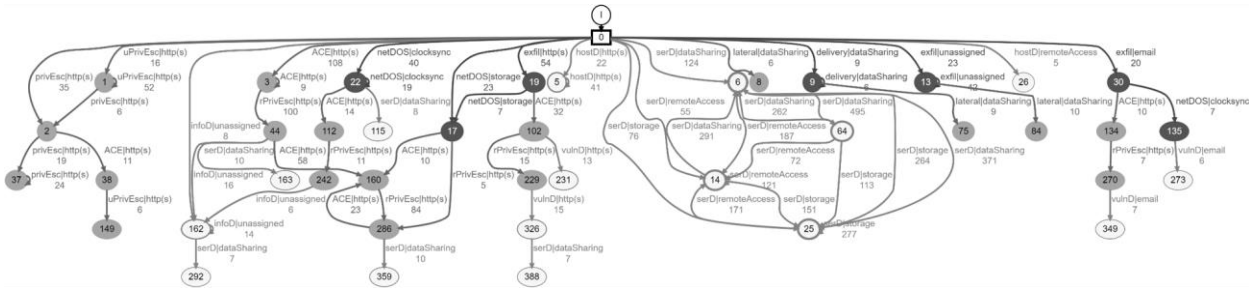 I
0
uPrivEsc|http(s)
16
ACE|http(s)
108
netDOS|clocksync
40
exfil|http(s)
54
hostD|http(s)
22
serD|dataSharing
124
lateral|dataSharing
6
delivery|dataSharing
9
exfil|unassigned
23
hostD|remoteAccess
5
exfil|email
20
privEsc|http(s)
35
1
uPrivEsc|http(s)
52
3
ACE|http(s)
9
22
netDOS|clocksync
19
netDOS|storage
23
19
5
hostD|http(s)
41
6
8
9
delivery|dataSharing
13
exfil|unassigned
26
30
privEsc|http(s)
6
rPrivEsc|http(s)
100
ACE|http(s)
14
serD|dataSharing
8
netDOS|storage
7
ACE|http(s)
32
serD|storage
76
serD|remoteAccess
55
serD|dataSharing
262
serD|dataSharing
495
lateral|dataSharing
9
lateral|dataSharing
10
ACE|http(s)
10
netDOS|clocksync
7
2
infoD|unassigned
8
44
112
115
17
102
serD|dataSharing
291
serD|remoteAccess
187
64
serD|storage
264
serD|dataSharing
371
75
84
134
135
privEsc|http(s)
19
ACE|http(s)
11
serD|dataSharing
10
ACE|http(s)
58
rPrivEsc|http(s)
11
ACE|http(s)
10
rPrivEsc|http(s)
15
vulnD|http(s)
13
serD|remoteAccess
72
serD|storage
113
rPrivEsc|http(s)
7
vulnD|email
6
37
privEsc|http(s)
24
38
infoD|unassigned
16
163
242
160
rPrivEsc|http(s)
5
229
231
14
serD|remoteAccess
121
270
273
uPrivEsc|http(s)
6
infoD|unassigned
6
ACE|http(s)
23
rPrivEsc|http(s)
84
vulnD|http(s)
15
serD|remoteAccess
171
serD|storage
151
vulnD|email
7
149
162
infoD|unassigned
14
286
326
25
serD|storage
277
349
serD|dataSharing
7
serD|dataSharing
10
serD|dataSharing
7
292
359
388